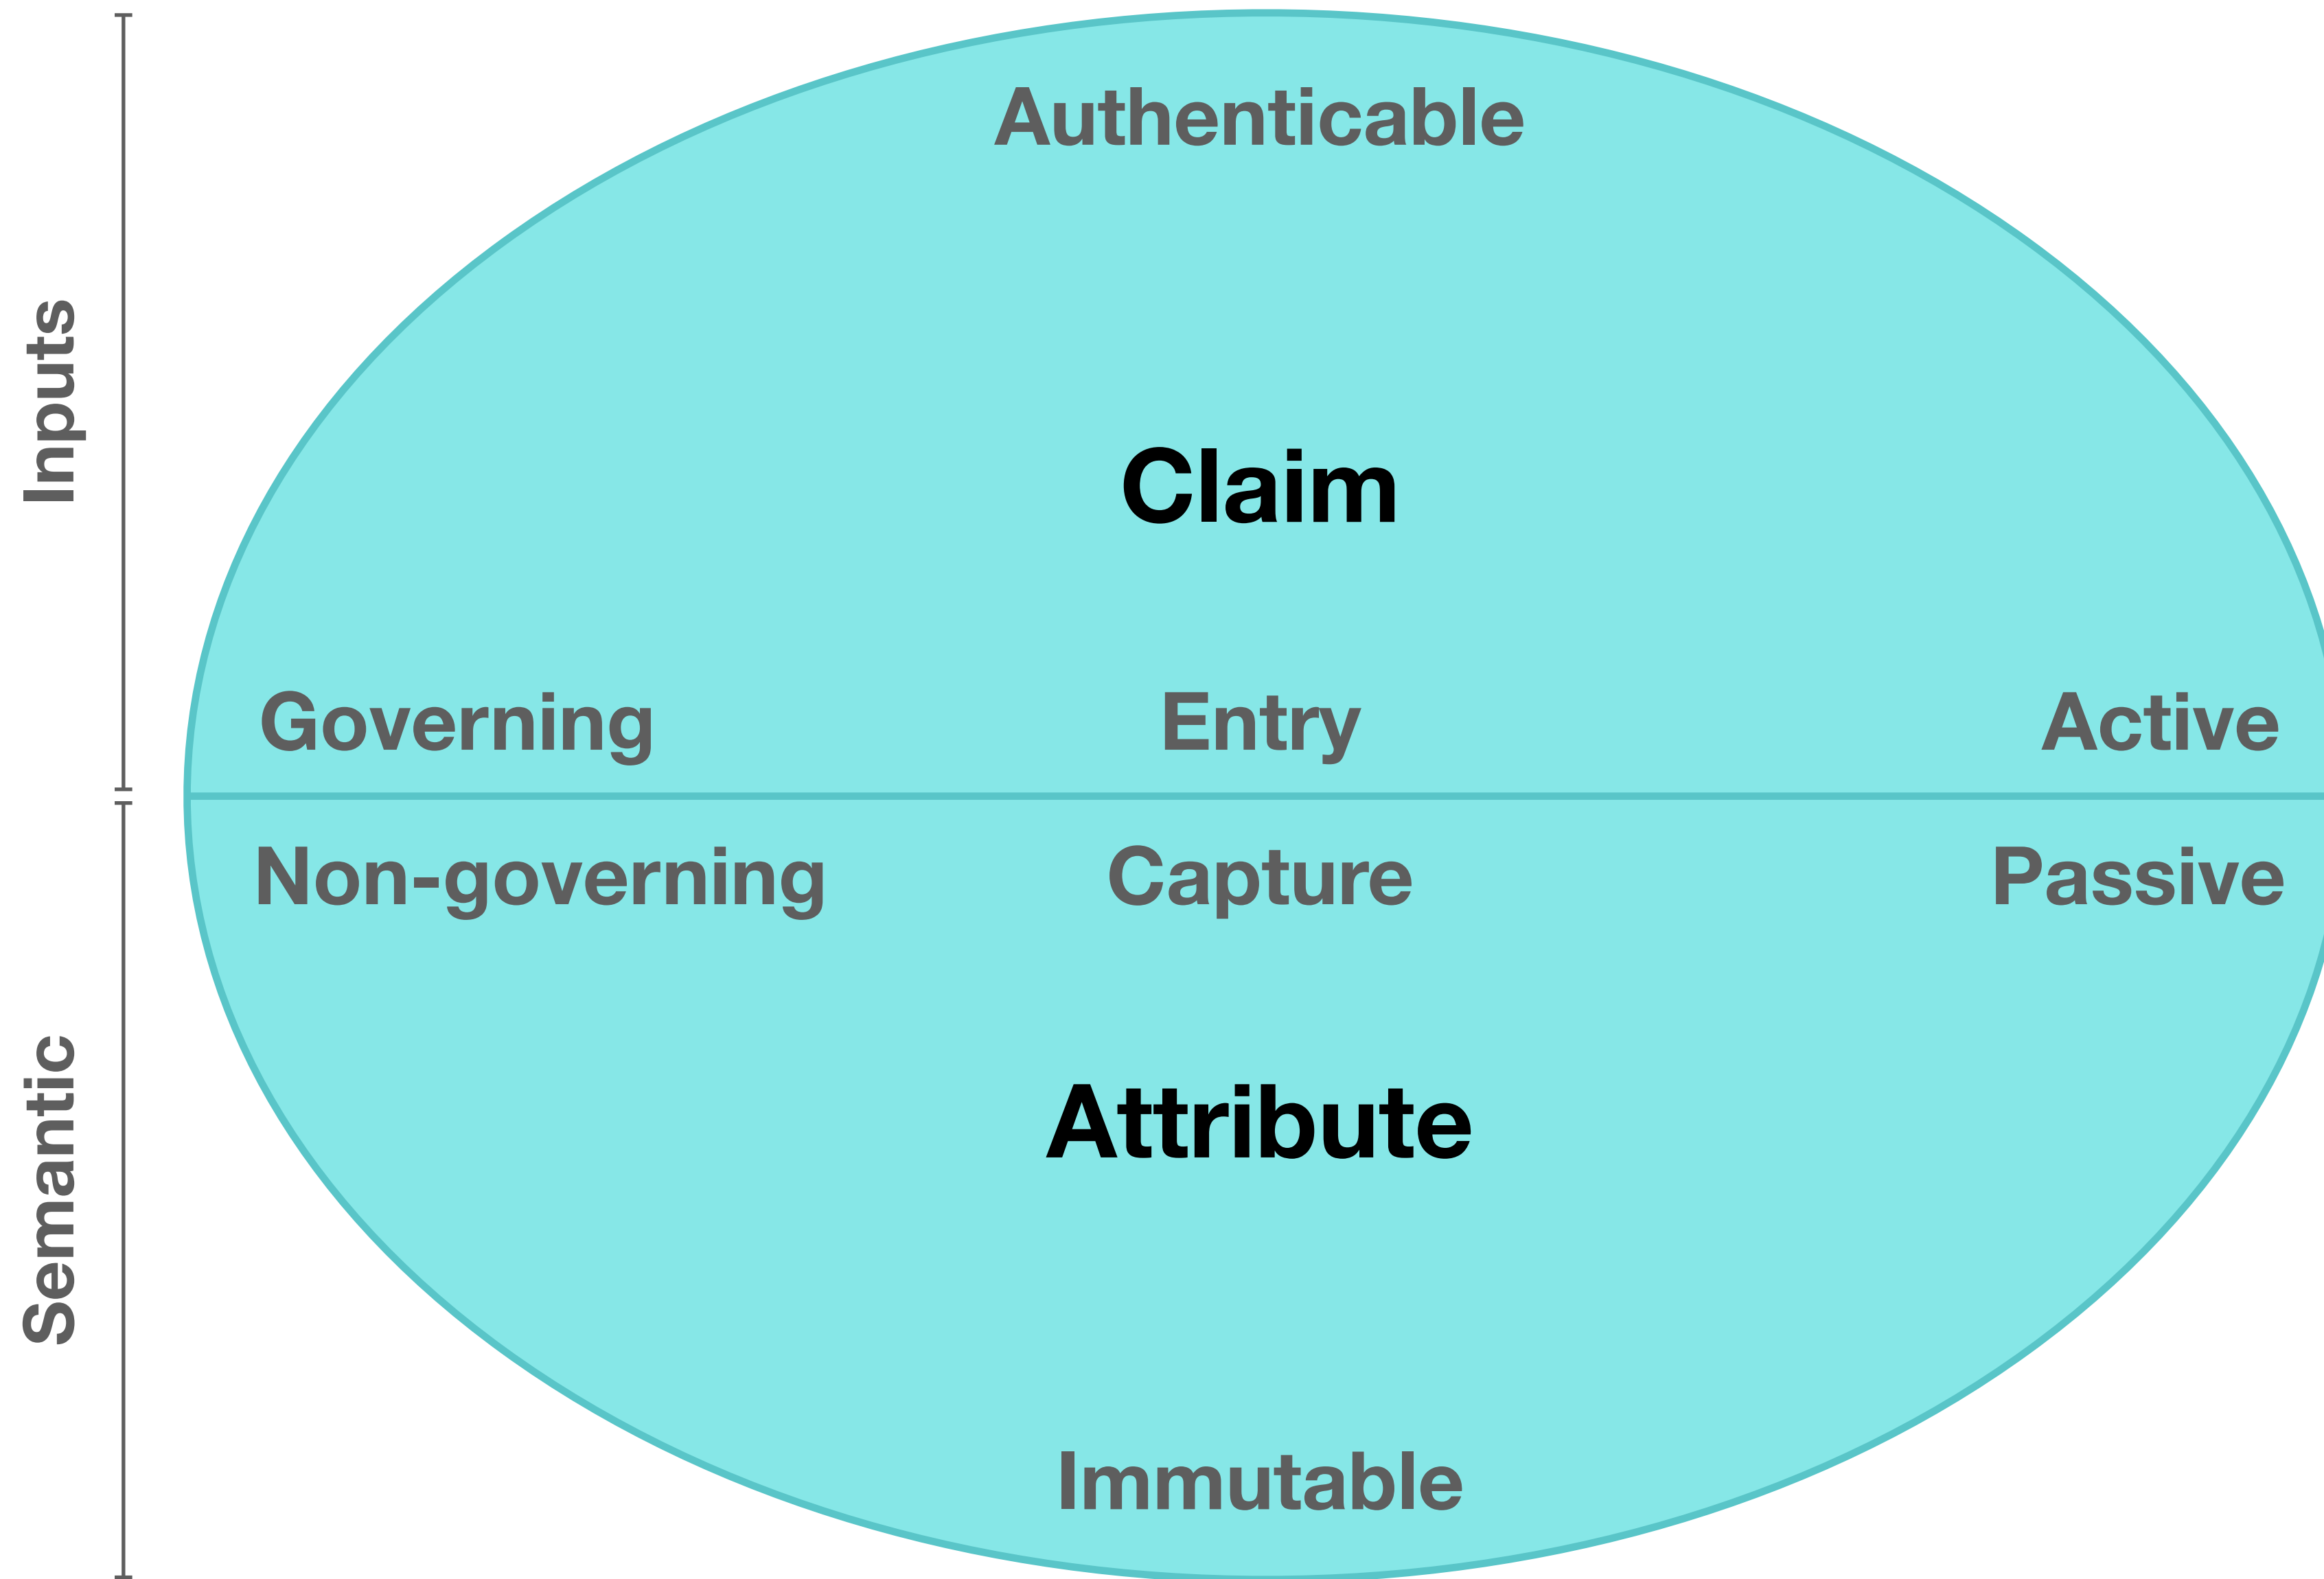 Inputs
Authenticable
Claim
Governing Entry Active
Semantic
Non-governing Capture Passive
Attribute
Immutable